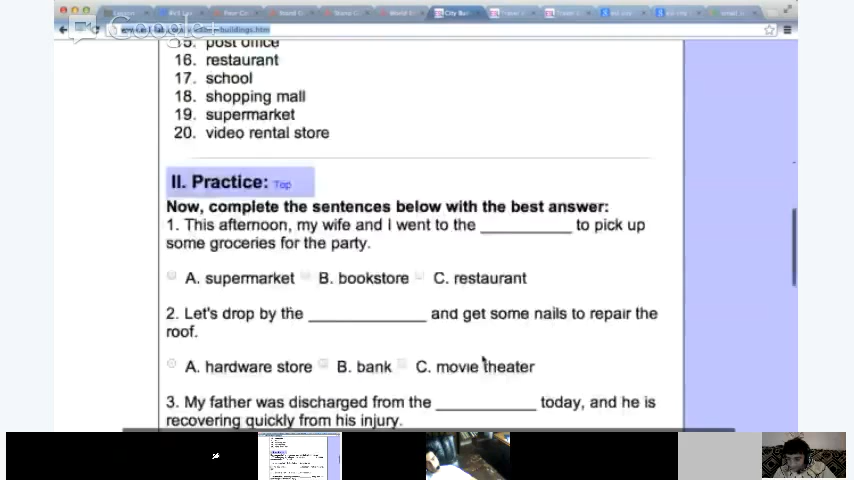 Google+
15. post office
16. restaurant
17. school
18. shopping mall
19. supermarket
20. video rental store
II. Practice: Top
Now, complete the sentences below with the best answer:
1. This afternoon, my wife and I went to the __________ to pick up
some groceries for the party.
A. supermarket B. bookstore C. restaurant
2. Let's drop by the _____________ and get some nails to repair the
roof.
A. hardware store B. bank C. movie theater
3. My father was discharged from the ___________ today, and he is
recovering quickly from his injury.